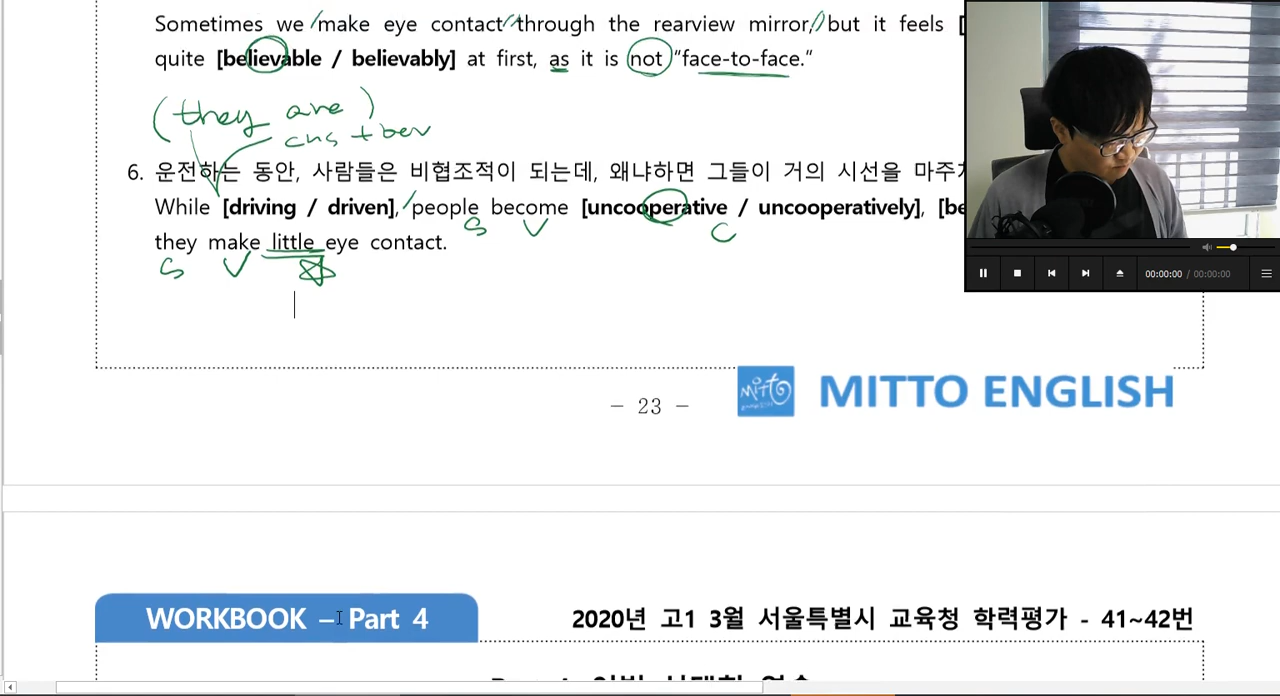 Sometimes we make eye contact through the rearview mirror, but it feels [
quite [believable / believably] at first, as it is not “face-to-face.”
(they are)
6. 운전하는 동안, 사람들은 비협조적이 되는데, 왜냐하면 그들이 거의 시선을 마주치
While [driving / driven], people become [uncooperative / uncooperatively], [be
S V C
they make little eye contact.
S V
MiTTO
MITTO ENGLISH
- 23 -
00:00:00 / 00:00:00
WORKBOOK – Part 4
2020년 고1 3월 서울특별시 교육청 학력평가 - 41~42번